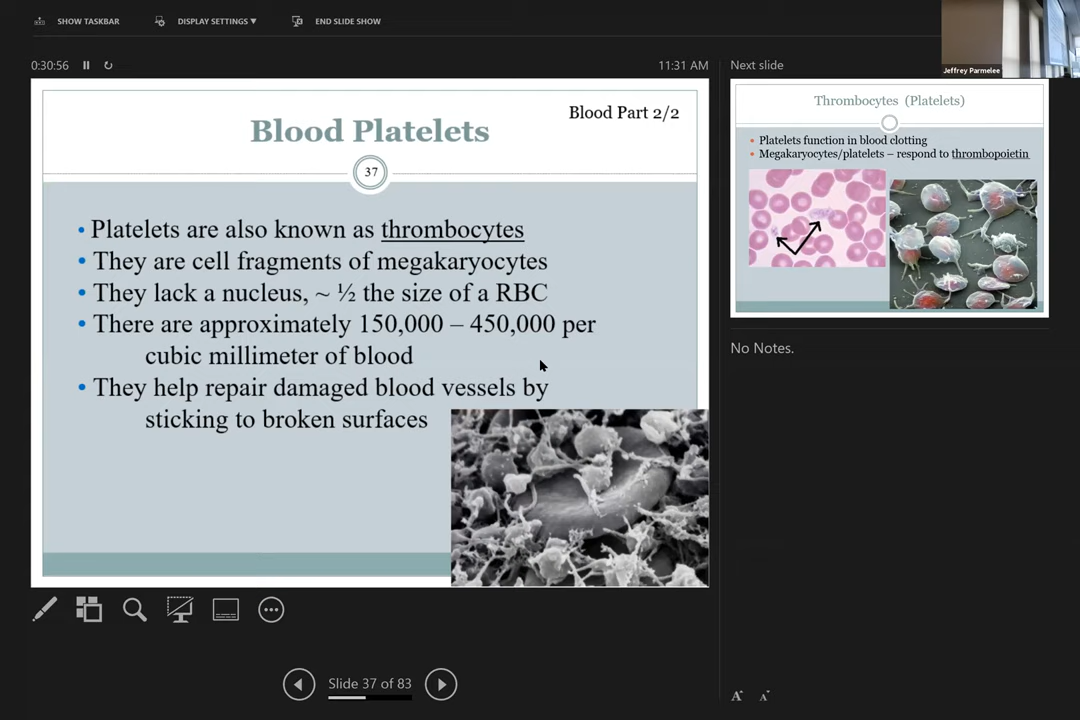 SHOW TASKBAR
DISPLAY SETTINGS ▼
END SLIDE SHOW
0:30:56
11:31 AM
Next slide
Jeffrey Parmelee
Blood Part 2/2
Blood Platelets
37
• Platelets are also known as thrombocytes
• They are cell fragments of megakaryocytes
• They lack a nucleus, ~ ½ the size of a RBC
• There are approximately 150,000 – 450,000 per
cubic millimeter of blood
• They help repair damaged blood vessels by
sticking to broken surfaces
Thrombocytes (Platelets)
• Platelets function in blood clotting
• Megakaryocytes/platelets – respond to thrombopoietin
No Notes.
Slide 37 of 83
A A